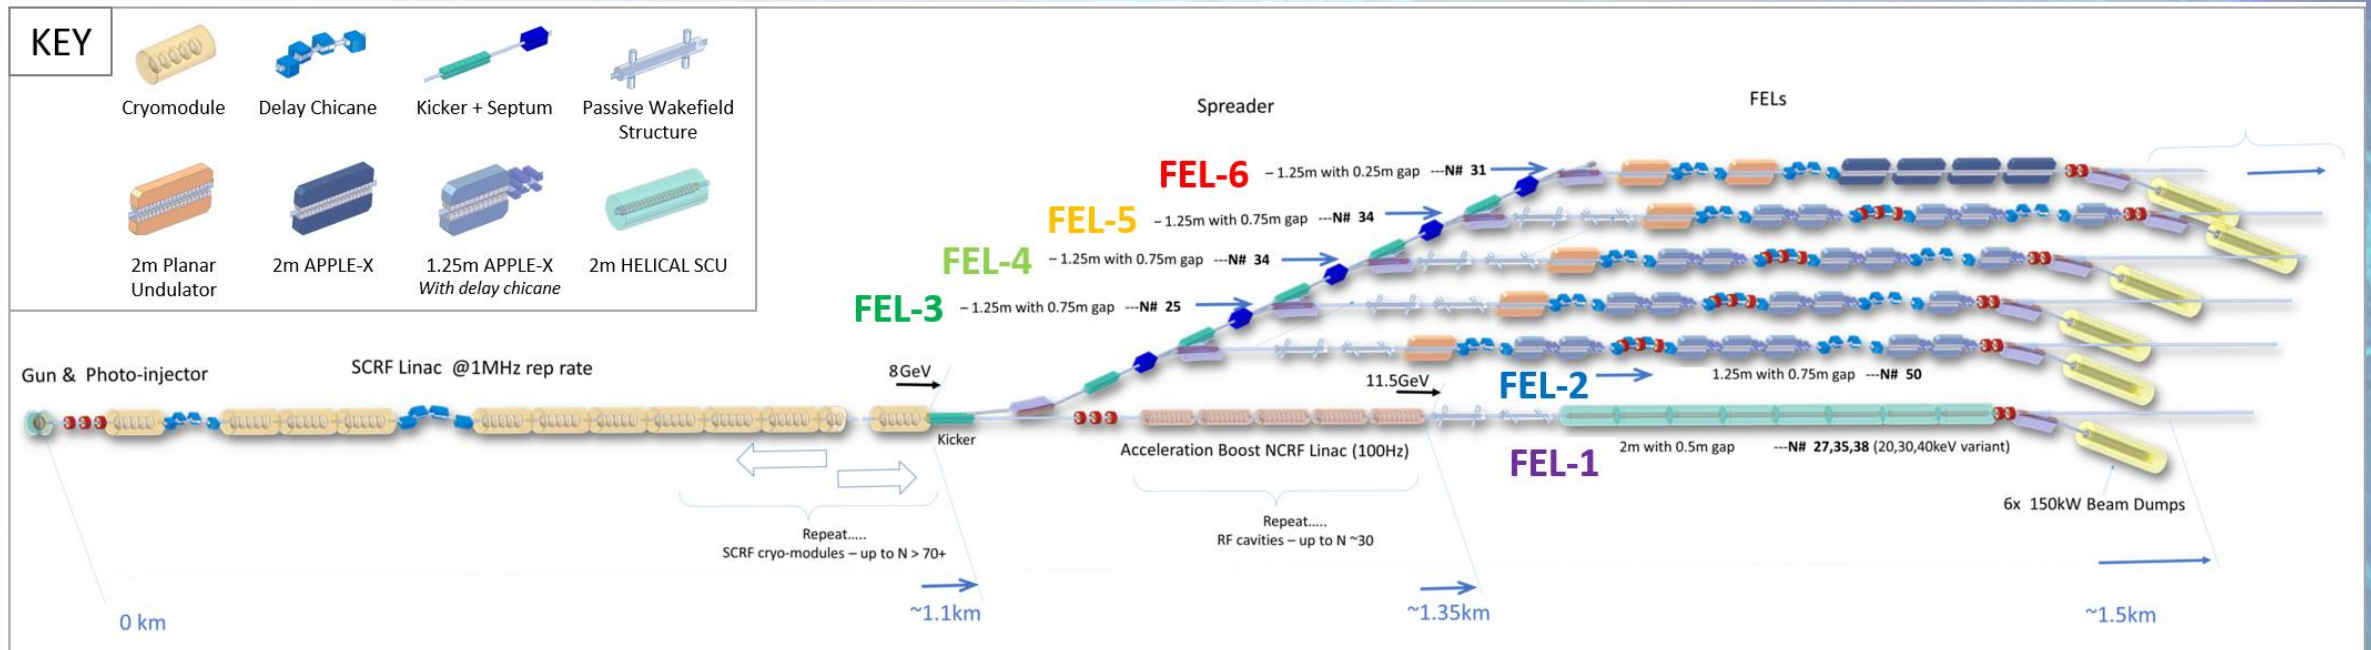 KEY
Cryomodule
Delay Chicane
Kicker + Septum
Passive Wakefield
Structure
2m Planar
Undulator
2m APPLE-X
1.25m APPLE-X
With delay chicane
2m HELICAL SCU
Spreader
FELs
FEL-6 – 1.25m with 0.25m gap ---N# 31
FEL-5 – 1.25m with 0.75m gap ---N# 34
FEL-4 – 1.25m with 0.75m gap ---N# 34
FEL-3 – 1.25m with 0.75m gap ---N# 25
Gun & Photo-injector
SCRF Linac @1MHz rep rate
8GeV
11.5GeV
FEL-2 1.25m with 0.75m gap ---N# 50
Kicker
Acceleration Boost NCRF Linac (100Hz)
FEL-1 2m with 0.5m gap ---N# 27,35,38 (20,30,40keV variant)
6x 150kW Beam Dumps
Repeat.....
SCRF cryo-modules – up to N > 70+
Repeat.....
RF cavities – up to N ~30
0 km
~1.1km
~1.35km
~1.5km